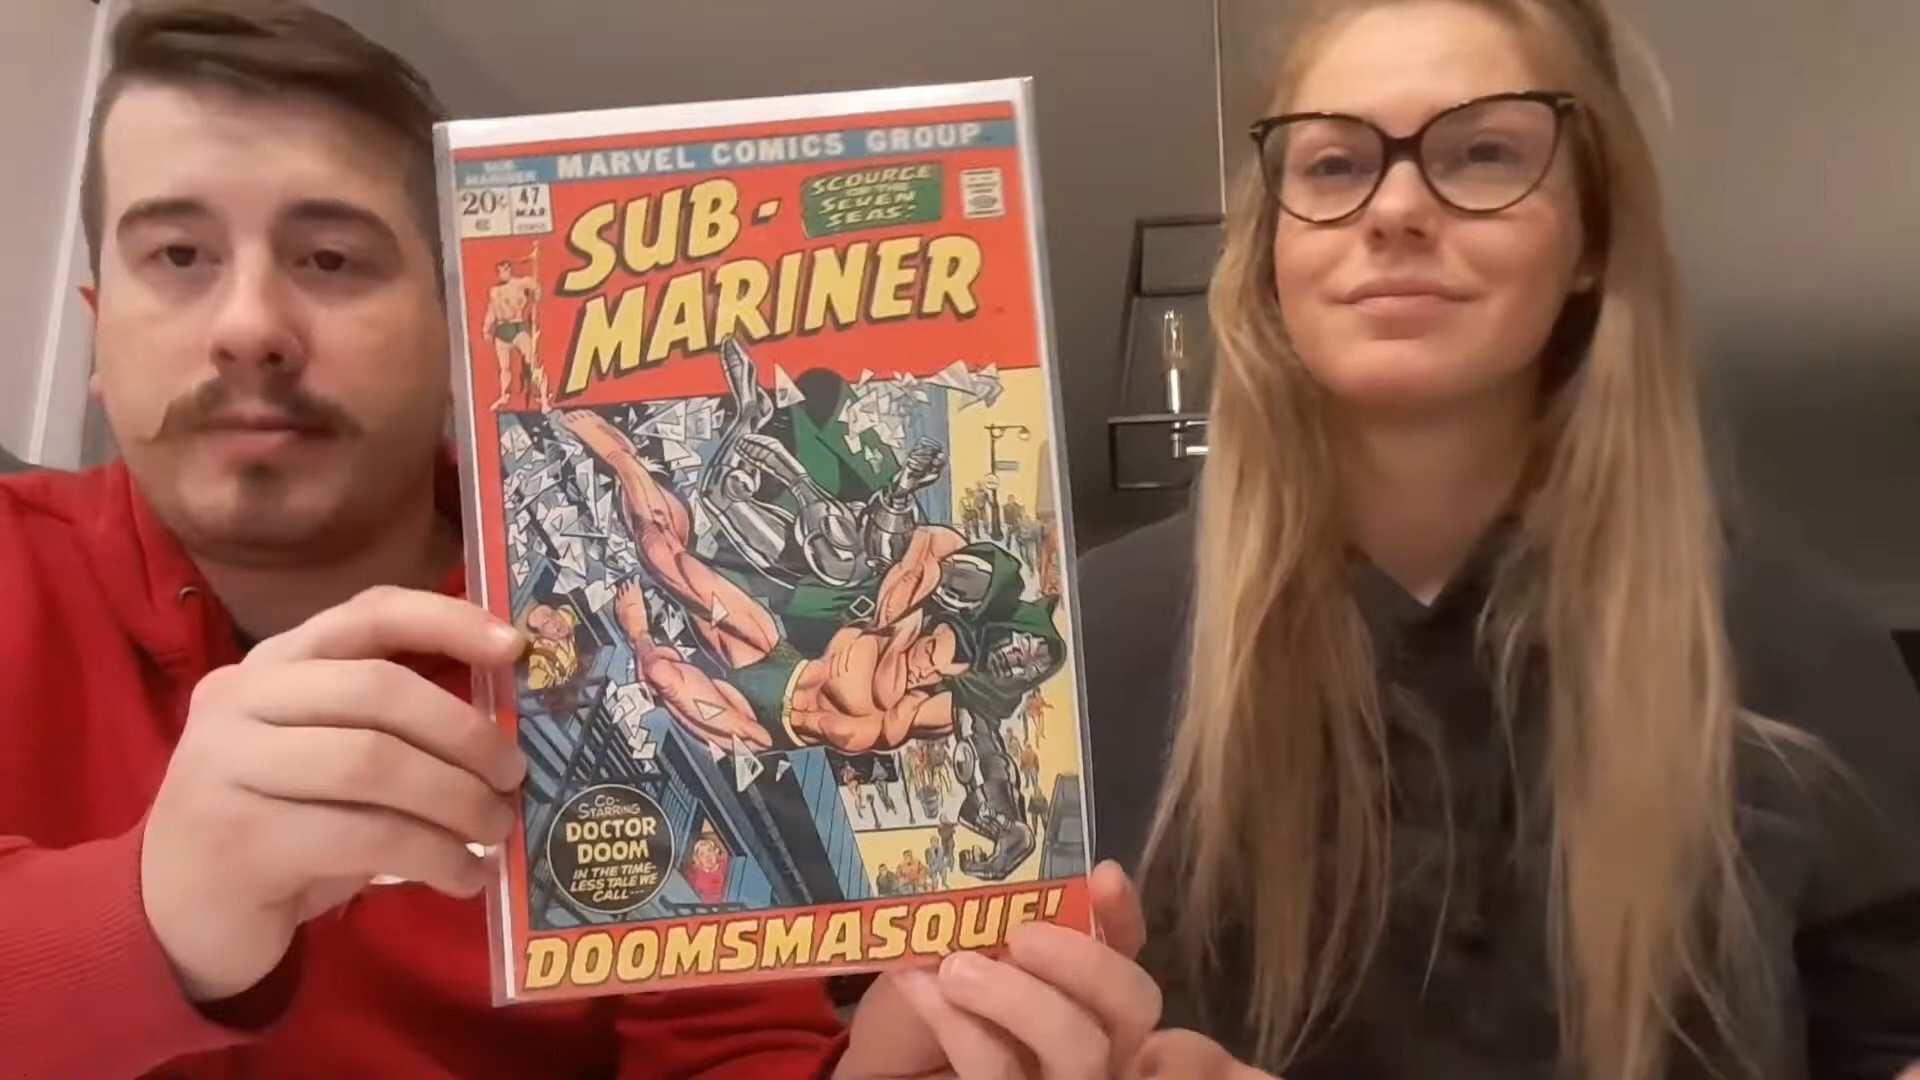 MARVEL COMICS GROUP
SUB-
MARINER
20¢
47
MAR
SUB-
MARINER
SCOURGE
OF THE
SEVEN
SEAS!
CO-
STARRING
DOCTOR
DOOM
IN THE TIME-
LESS TALE WE
CALL...
DOOMSMASQUE!